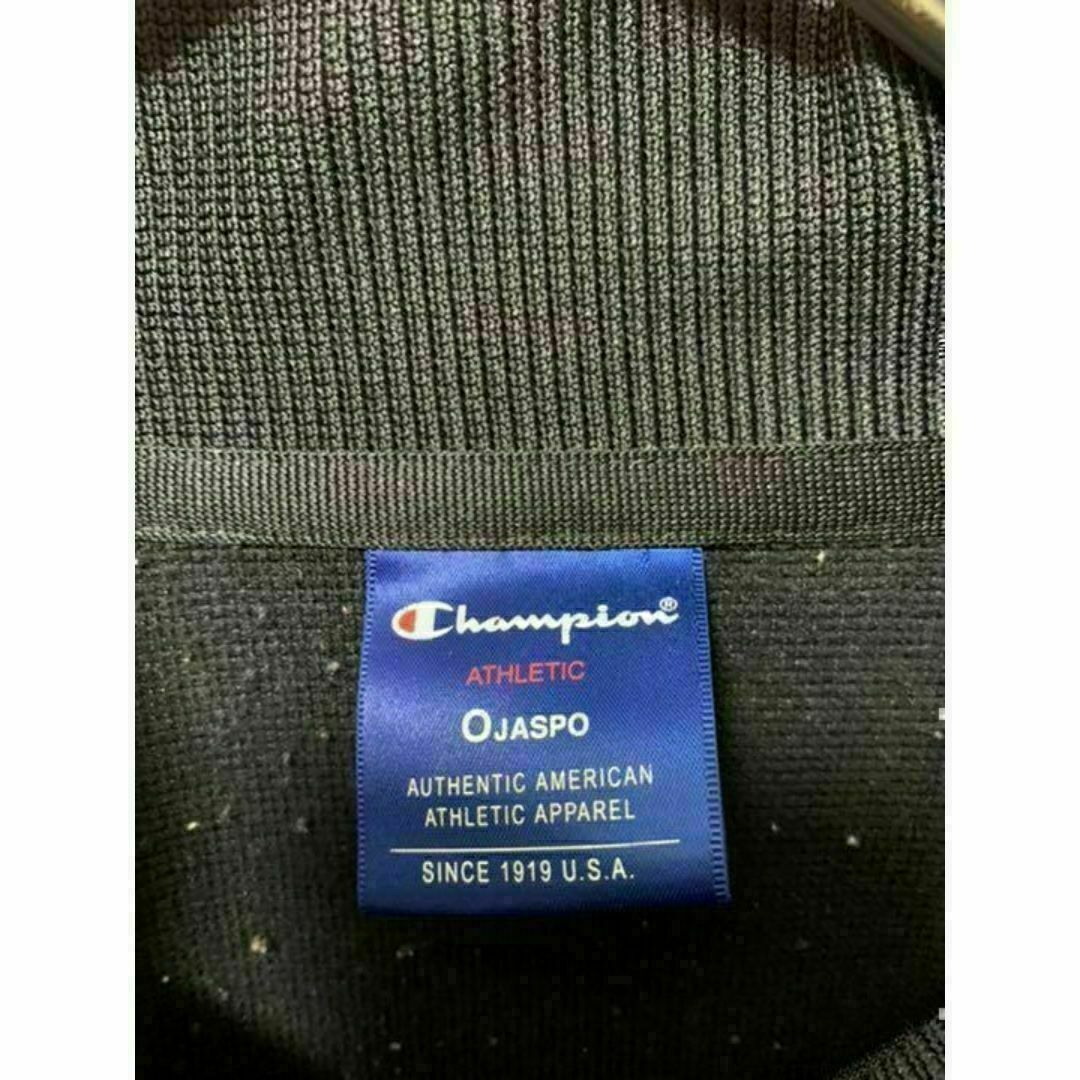 Champion®
ATHLETIC
OJASPO
AUTHENTIC AMERICAN
ATHLETIC APPAREL
SINCE 1919 U.S.A.